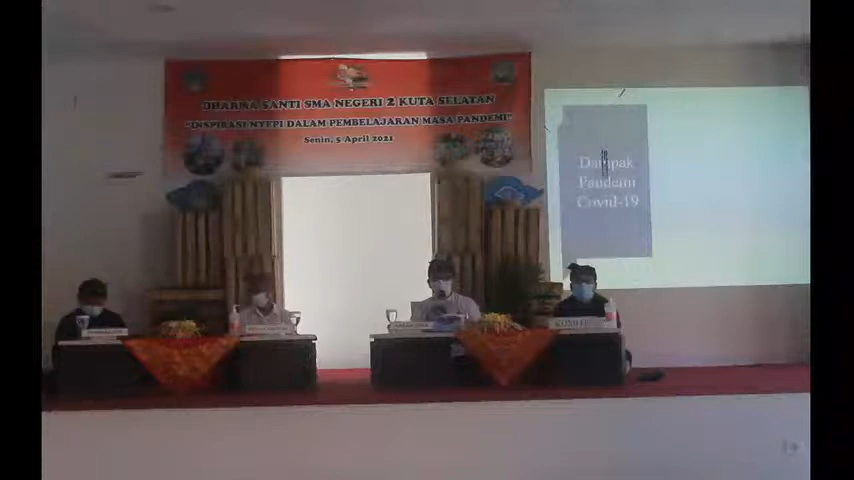 DHARMA SANTI SMA NEGERI 2 KUTA SELATAN
"INSPIRASI NYEPI DALAM PEMBELAJARAN MASA PANDEMI"
Senin, 5 April 2021
Dampak
Pandemi
Covid-19